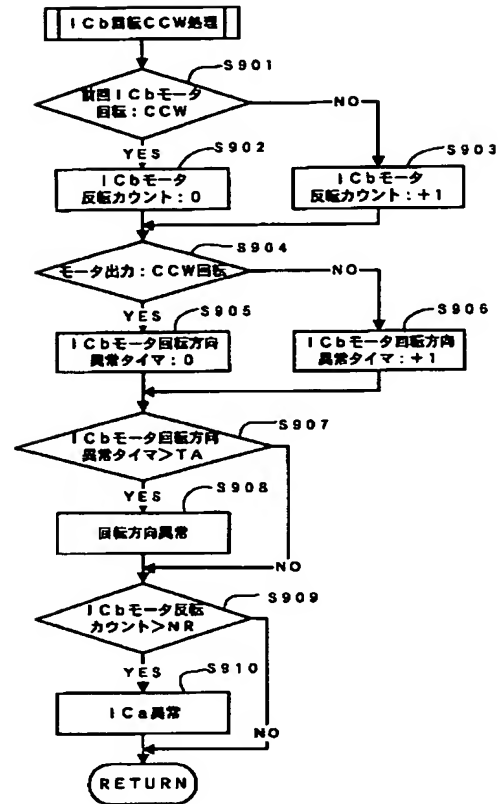 ICb回転CCW処理
S901
前回ICbモータ
回転：CCW
NO
YES
S902
S903
ICbモータ
反転カウント：0
ICbモータ
反転カウント：+1
S904
モータ出力：CCW回転
NO
YES
S905
S906
ICbモータ回転方向
異常タイマ：0
ICbモータ回転方向
異常タイマ：+1
S907
ICbモータ回転方向
異常タイマ>TA
YES
S908
回転方向異常
NO
S909
ICbモータ反転
カウント>NR
YES
S910
ICa異常
NO
RETURN